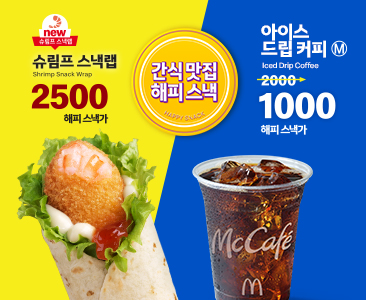 new
슈림프 스낵랩
슈림프 스낵랩
Shrimp Snack Wrap
2500
해피 스낵가
간식 맛집
해피 스낵
HAPPY SNACK
아이스
드립 커피 Ⓜ
Iced Drip Coffee
2000
1000
해피 스낵가
McCafé